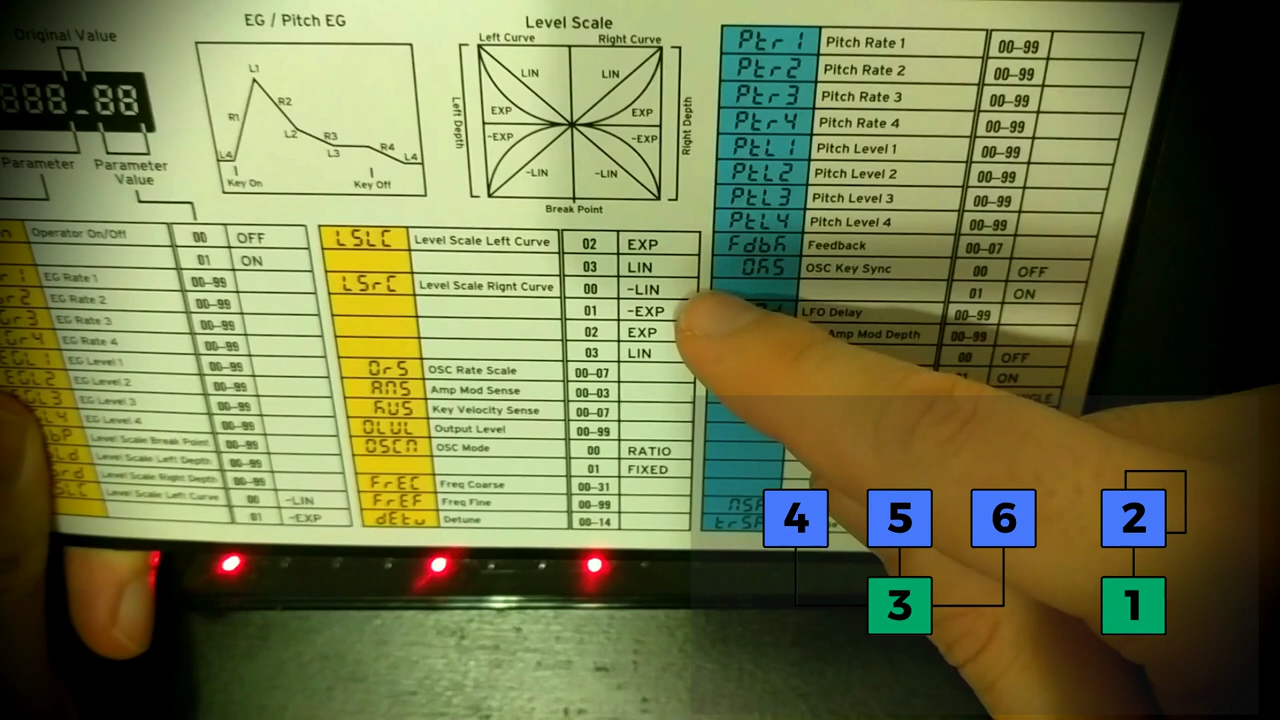 Original Value
Parameter
Parameter
Value
EG / Pitch EG
L1
R1
R2
L2
R3
L3
R4
L4
L4
Key On
Key Off
Level Scale
Left Curve
Right Curve
LIN
LIN
EXP
EXP
-EXP
-EXP
-LIN
-LIN
Left Depth
Right Depth
Break Point
Operator On/Off 00 OFF
01 ON
EG Rate 1 00-99
EG Rate 2 00-99
EG Rate 3 00-99
EG Rate 4 00-99
EG Level 1 00-99
EG Level 2 00-99
EG Level 3 00-99
EG Level 4 00-99
Level Scale Break Point 00-99
Level Scale Left Depth 00-99
Level Scale Right Depth 00-99
Level Scale Left Curve 00 -LIN
01 -EXP
LSLC Level Scale Left Curve 02 EXP
03 LIN
LSrC Level Scale Rignt Curve 00 -LIN
01 -EXP
02 EXP
03 LIN
OrS OSC Rate Scale 00-07
AMS Amp Mod Sense 00-03
KVS Key Velocity Sense 00-07
OLVL Output Level 00-99
OSCM OSC Mode 00 RATIO
01 FIXED
FrEC Freq Coarse 00-31
FrEF Freq Fine 00-99
dEtu Detune 00-14
Ptr1 Pitch Rate 1 00-99
Ptr2 Pitch Rate 2 00-99
Ptr3 Pitch Rate 3 00-99
Ptr4 Pitch Rate 4 00-99
PtL1 Pitch Level 1 00-99
PtL2 Pitch Level 2 00-99
PtL3 Pitch Level 3 00-99
PtL4 Pitch Level 4 00-99
Fdbk Feedback 00-07
OKS OSC Key Sync 00 OFF
01 ON
LFO Delay 00-99
Amp Mod Depth 00-99
00 OFF
ON
4 5 6 2
3 1